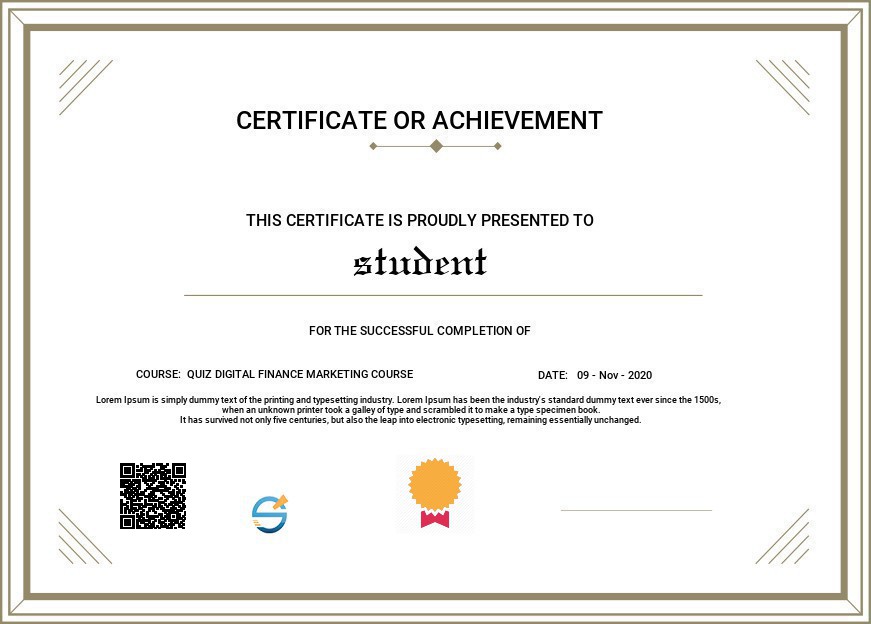 CERTIFICATE OR ACHIEVEMENT
THIS CERTIFICATE IS PROUDLY PRESENTED TO
student
FOR THE SUCCESSFUL COMPLETION OF
COURSE: QUIZ DIGITAL FINANCE MARKETING COURSE DATE: 09 - Nov - 2020
Lorem Ipsum is simply dummy text of the printing and typesetting industry. Lorem Ipsum has been the industry's standard dummy text ever since the 1500s,
when an unknown printer took a galley of type and scrambled it to make a type specimen book.
It has survived not only five centuries, but also the leap into electronic typesetting, remaining essentially unchanged.